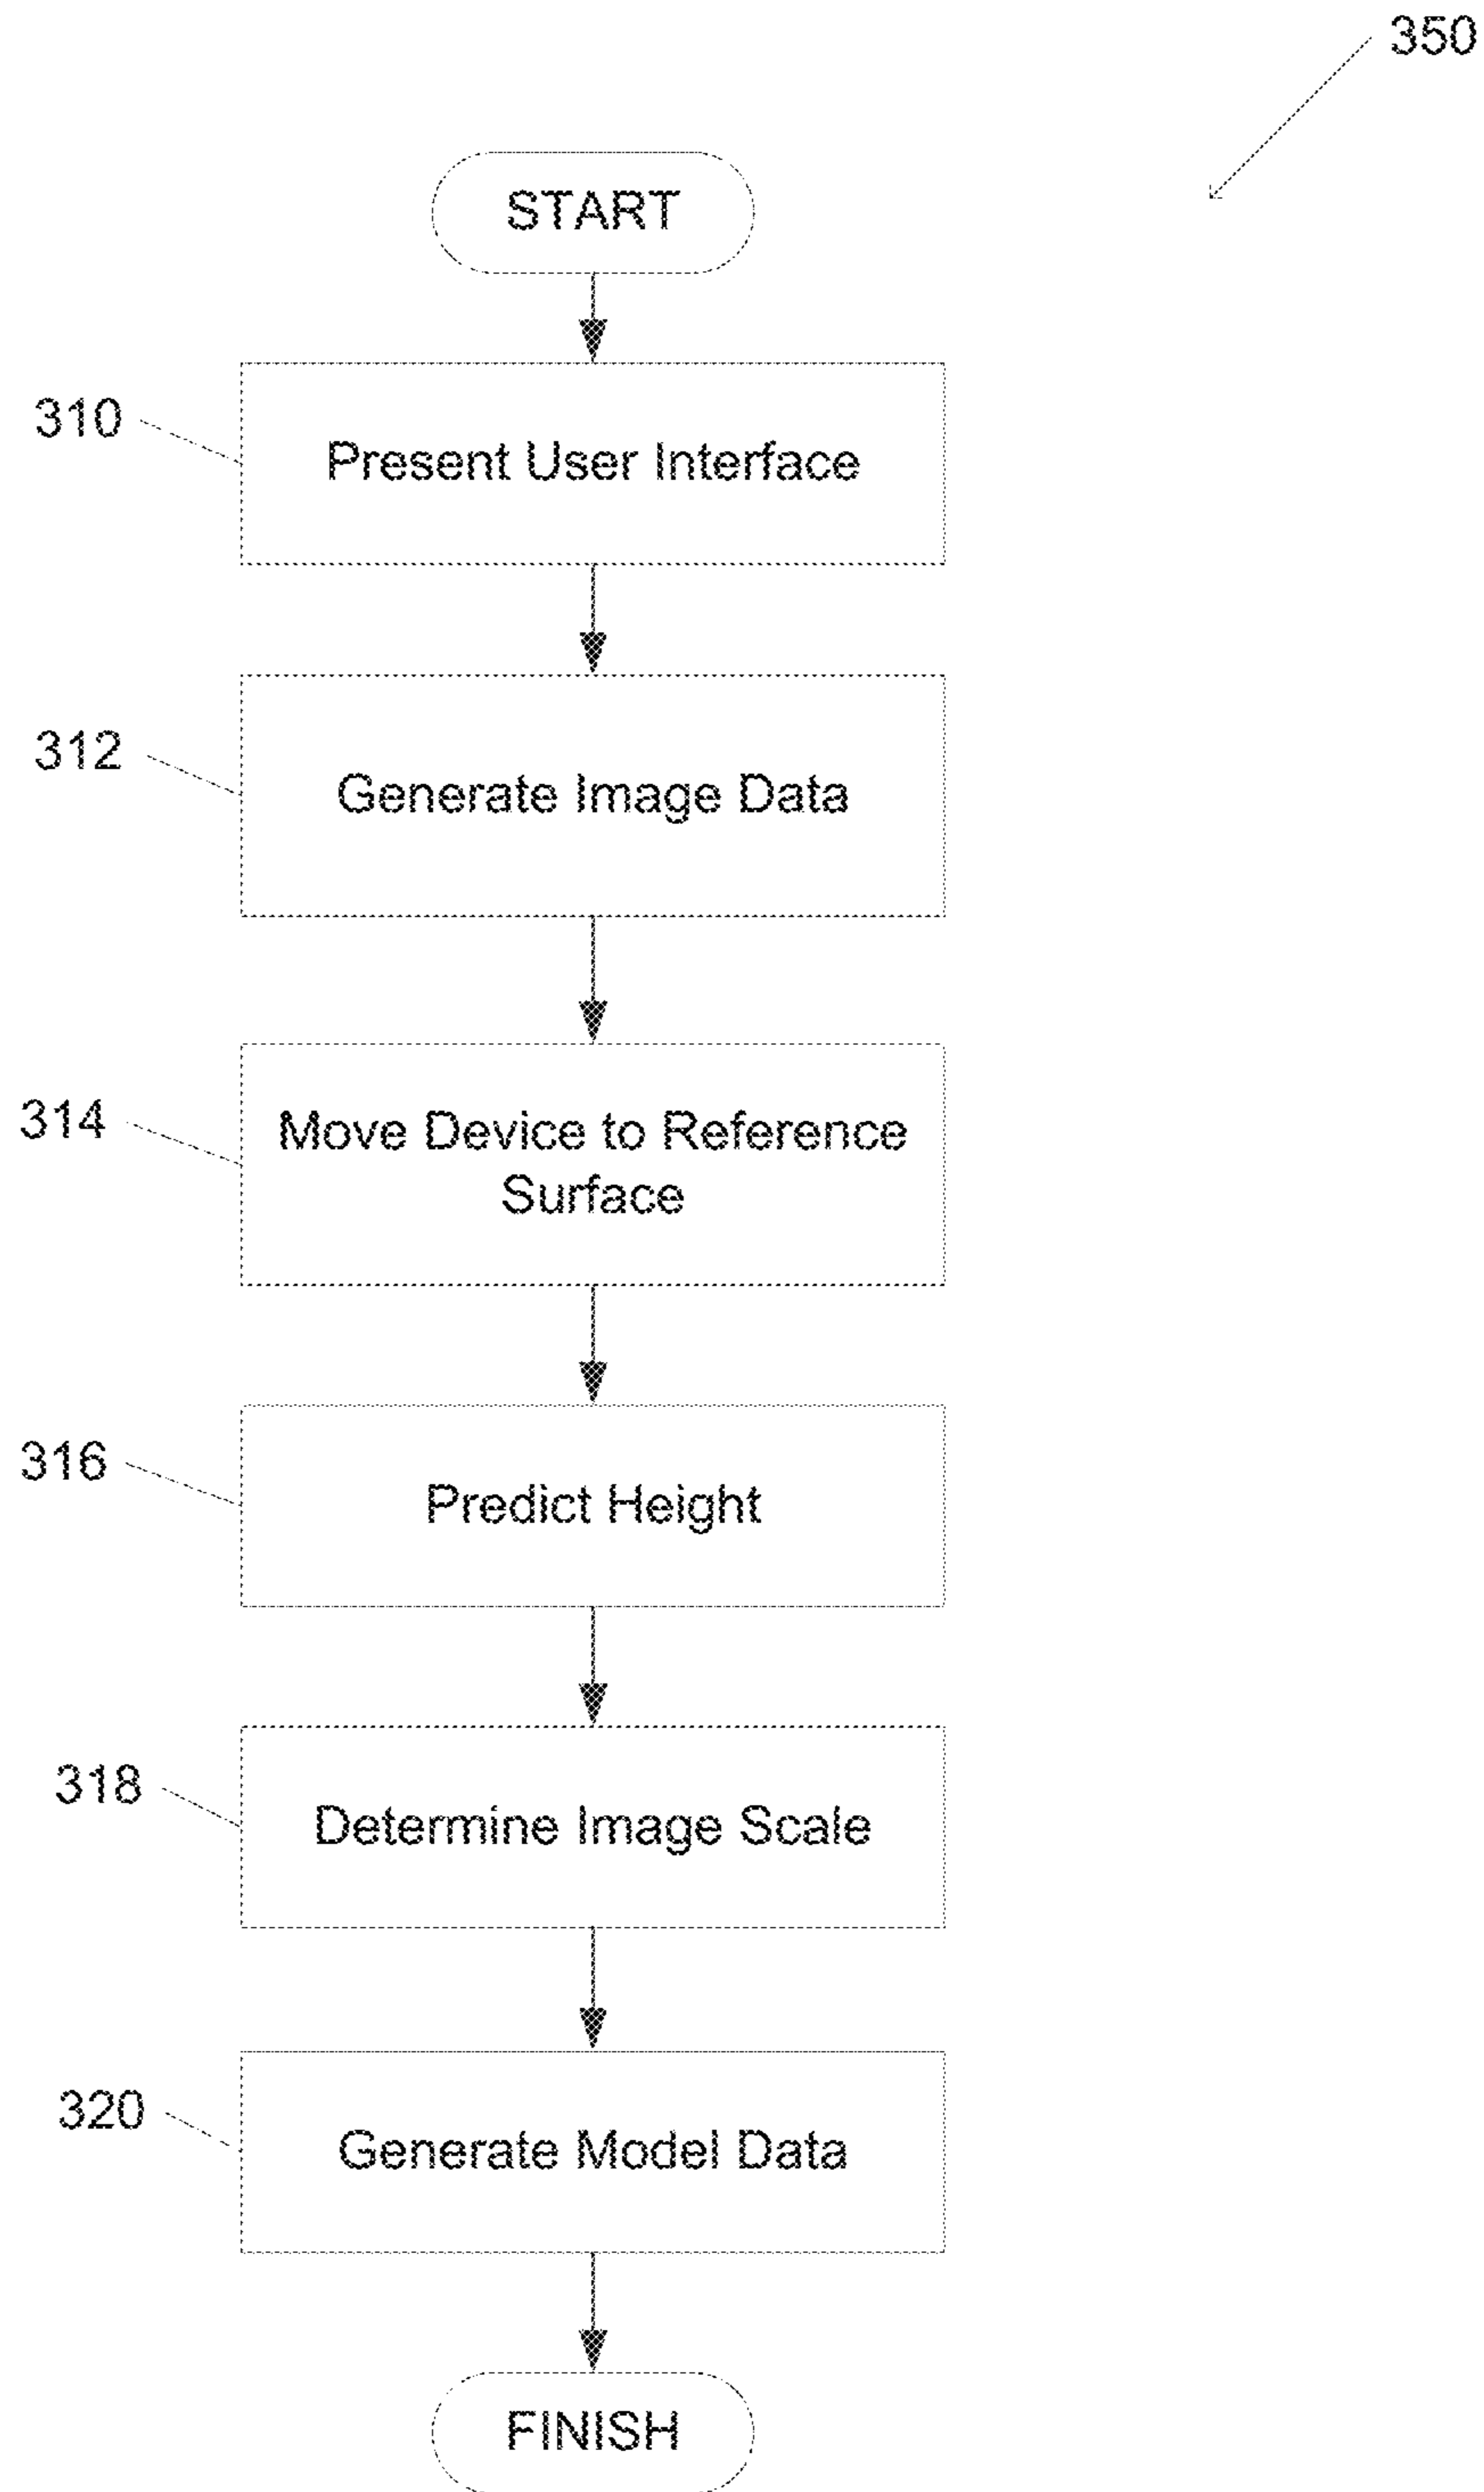 350
START
310
Present User Interface
312
Generate Image Data
314
Move Device to Reference
Surface
316
Predict Height
318
Determine Image Scale
320
Generate Model Data
FINISH